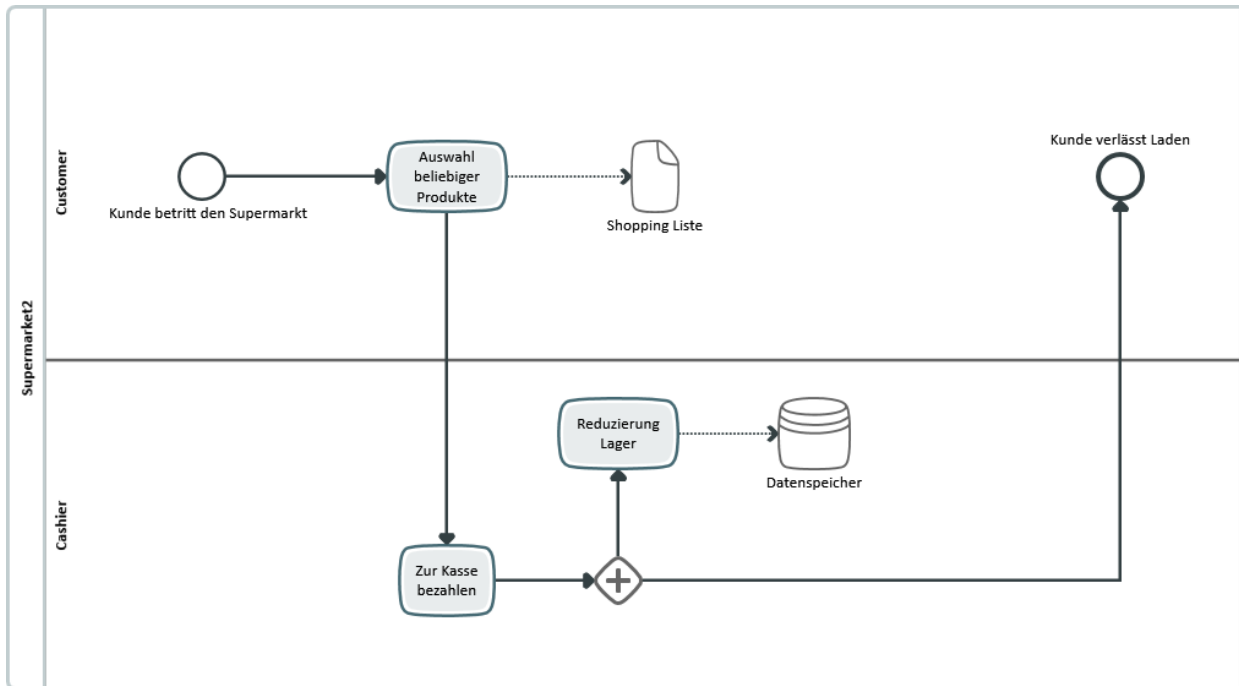 Supermarket2
Customer
Kunde betritt den Supermarkt
Auswahl
beliebiger
Produkte
Shopping Liste
Kunde verlässt Laden
Cashier
Reduzierung
Lager
Datenspeicher
Zur Kasse
bezahlen